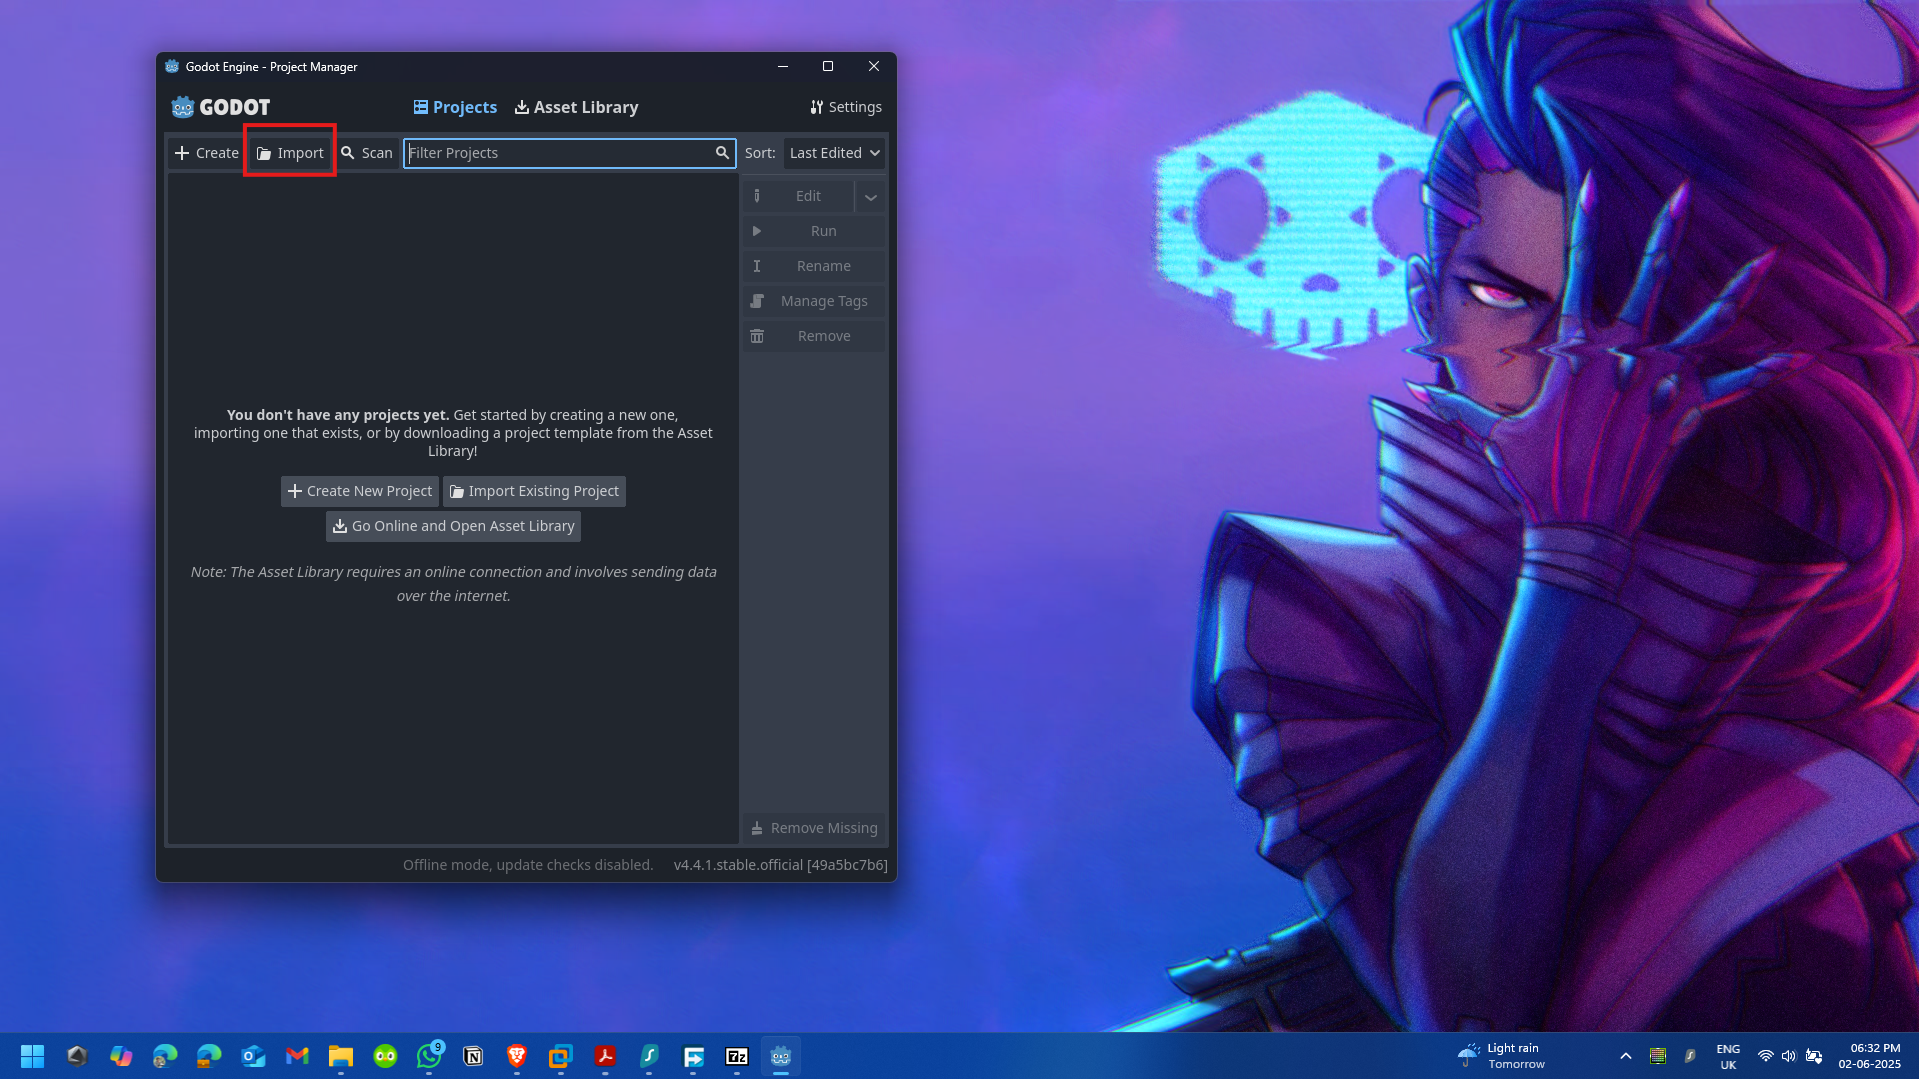 Godot Engine - Project Manager
GODOT
Projects
Asset Library
Settings
Create
Import
Scan
Filter Projects
Sort:
Last Edited
Edit
Run
Rename
Manage Tags
Remove
You don't have any projects yet. Get started by creating a new one,
importing one that exists, or by downloading a project template from the Asset
Library!
Create New Project
Import Existing Project
Go Online and Open Asset Library
Note: The Asset Library requires an online connection and involves sending data
over the internet.
Remove Missing
Offline mode, update checks disabled.
v4.4.1.stable.official [49a5bc7b6]
9
7z
Light rain
Tomorrow
ENG
UK
06:32 PM
02-06-2025